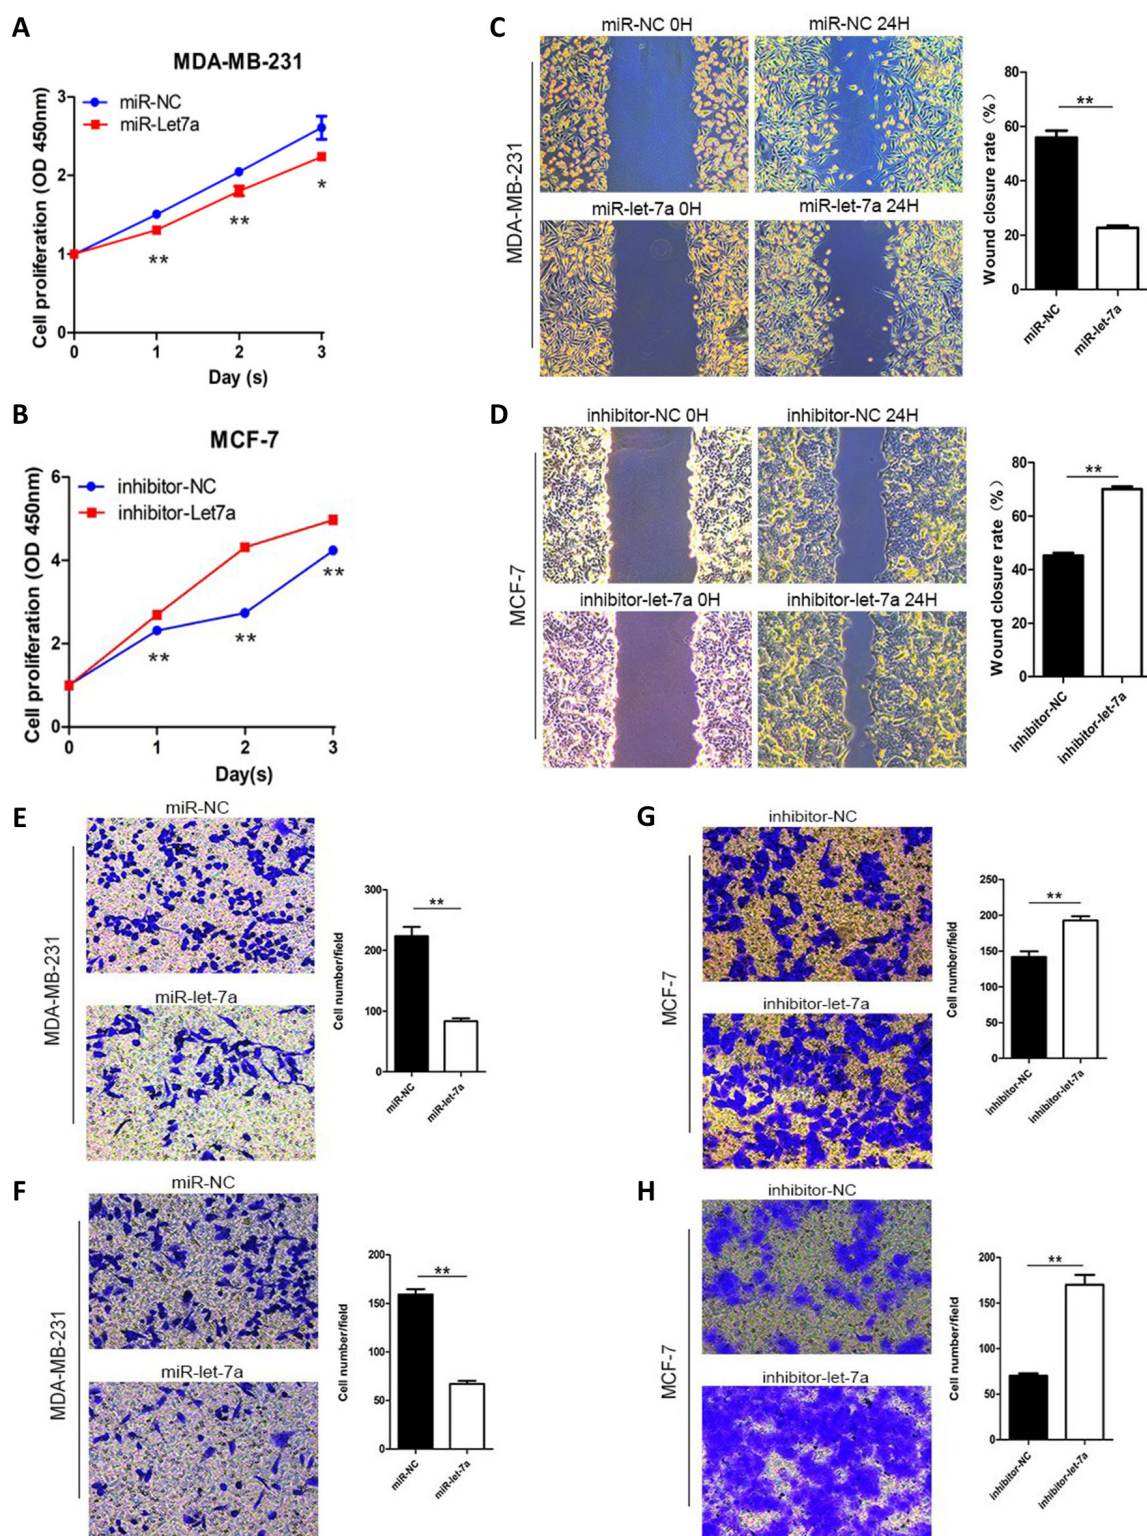 A
MDA-MB-231
miR-NC
miR-Let7a
Cell proliferation (OD 450nm)
3
2
1
0
**
**
*
0 1 2 3
Day (s)
B
MCF-7
inhibitor-NC
inhibitor-Let7a
Cell proliferation (OD 450nm)
6
4
2
0
**
**
**
0 1 2 3
Day(s)
C
MDA-MB-231
miR-NC 0H
miR-NC 24H
miR-let-7a 0H
miR-let-7a 24H
Wound closure rate (%)
80
60
40
20
0
**
miR-NC
miR-let-7a
D
MCF-7
inhibitor-NC 0H
inhibitor-NC 24H
inhibitor-let-7a 0H
inhibitor-let-7a 24H
Wound closure rate (%)
80
60
40
20
0
**
inhibitor-NC
inhibitor-let-7a
E
MDA-MB-231
miR-NC
miR-let-7a
Cell number/field
300
200
100
0
**
miR-NC
miR-let-7a
F
MDA-MB-231
miR-NC
miR-let-7a
Cell number/field
200
150
100
50
0
**
miR-NC
miR-let-7a
G
MCF-7
inhibitor-NC
inhibitor-let-7a
Cell number/field
250
200
150
100
50
0
**
inhibitor-NC
inhibitor-let-7a
H
MCF-7
inhibitor-NC
inhibitor-let-7a
Cell number/field
200
150
100
50
0
**
inhibitor-NC
inhibitor-let-7a